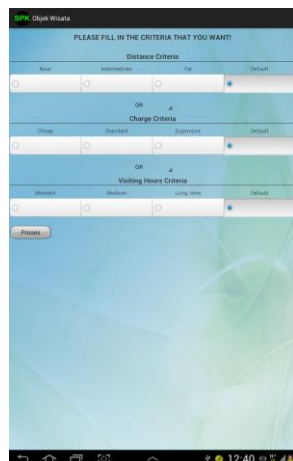 SPK Objek Wisata
PLEASE FILL IN THE CRITERIA THAT YOU WANT!
Distance Criteria
Near Intermediate Far Default
OR
Charge Criteria
Cheap Standard Expensive Default
OR
Visiting Hours Criteria
Moment Medium Long-time Default
Proses
12:40